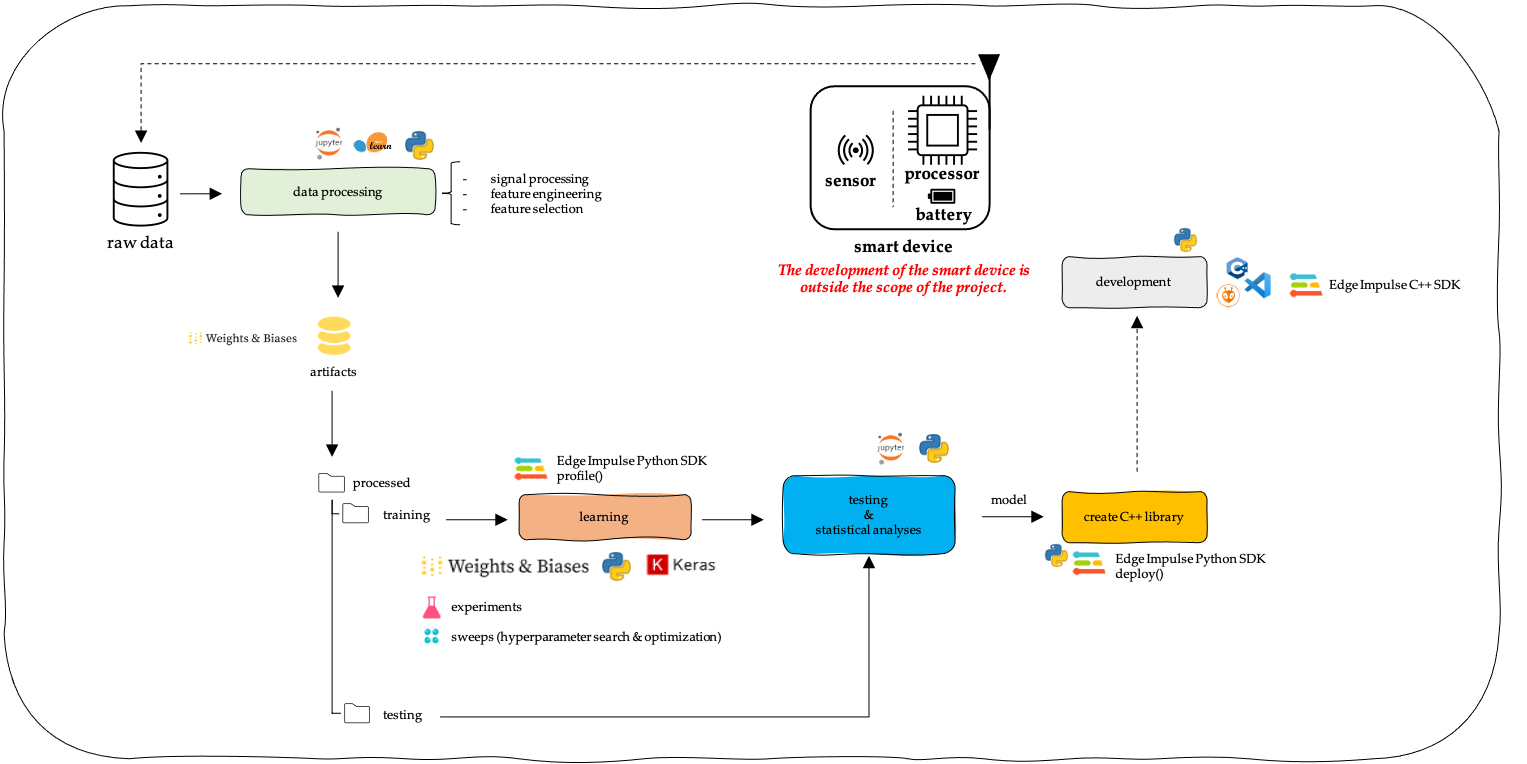 jupyter
learn
data processing
- signal processing
- feature engineering
- feature selection
raw data
sensor
processor
battery
smart device
The development of the smart device is
outside the scope of the project.
development
C++
Edge Impulse C++ SDK
Weights & Biases
artifacts
processed
training
Edge Impulse Python SDK
profile()
learning
Weights & Biases
K Keras
experiments
sweeps (hyperparameter search & optimization)
jupyter
testing
&
statistical analyses
model
create C++ library
Edge Impulse Python SDK
deploy()
testing